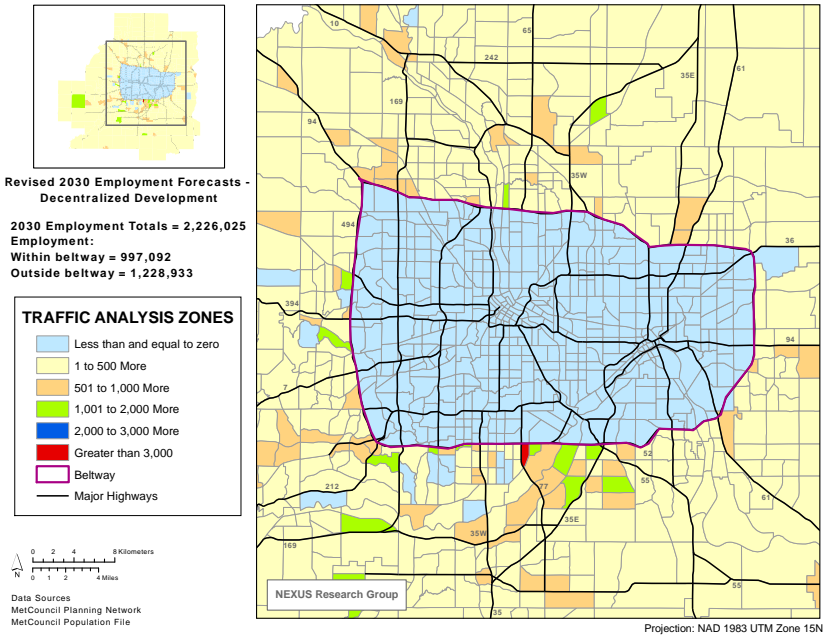 Revised 2030 Employment Forecasts -
Decentralized Development
2030 Employment Totals = 2,226,025
Employment:
Within beltway = 997,092
Outside beltway = 1,228,933
TRAFFIC ANALYSIS ZONES
Less than and equal to zero
1 to 500 More
501 to 1,000 More
1,001 to 2,000 More
2,000 to 3,000 More
Greater than 3,000
Beltway
Major Highways
0 2 4 8 Kilometers
N
0 1 2 4 Miles
Data Sources
MetCouncil Planning Network
MetCouncil Population File
10
65
242
35E
61
169
94
35W
494
36
394
94
7
52
212
77
55
61
35E
35W
169
55
35
NEXUS Research Group
Projection: NAD 1983 UTM Zone 15N